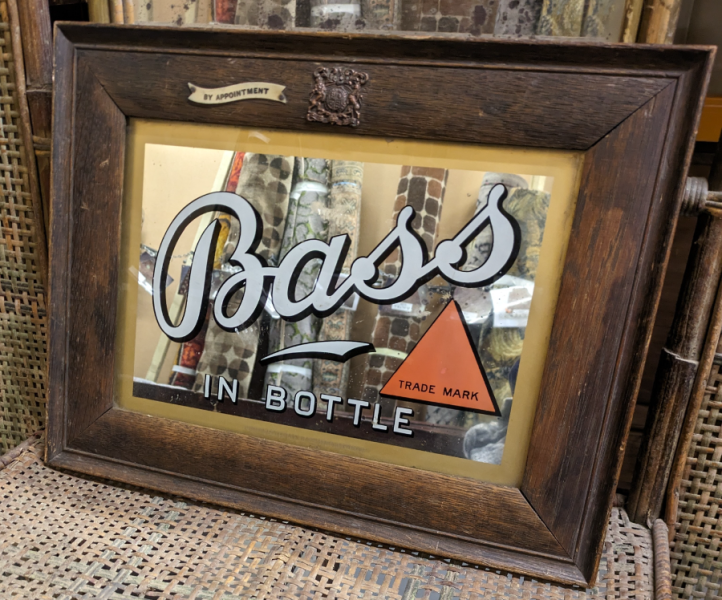 BY APPOINTMENT
Bass
TRADE MARK
IN BOTTLE